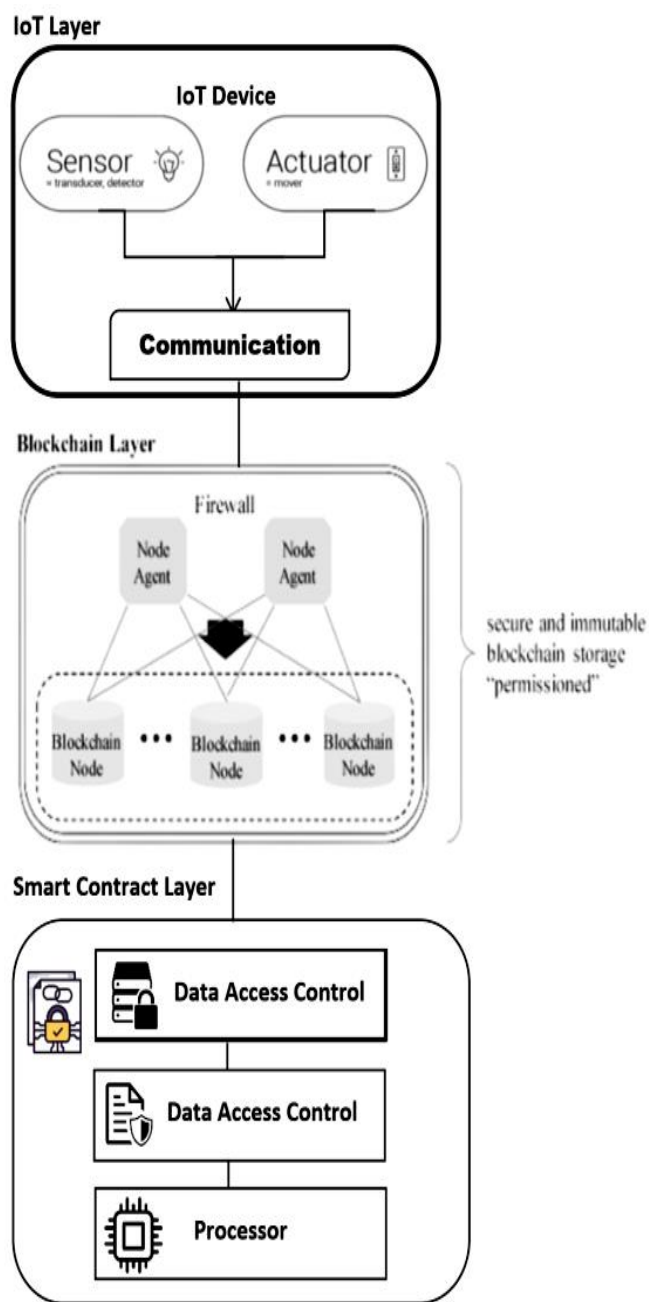 IoT Layer
IoT Device
Sensor
= transducer, detector
Actuator
= mover
Communication
Blockchain Layer
Firewall
Node
Agent
Node
Agent
secure and immutable
blockchain storage
“permissioned”
Blockchain
Node
Blockchain
Node
Blockchain
Node
Smart Contract Layer
Data Access Control
Data Access Control
Processor